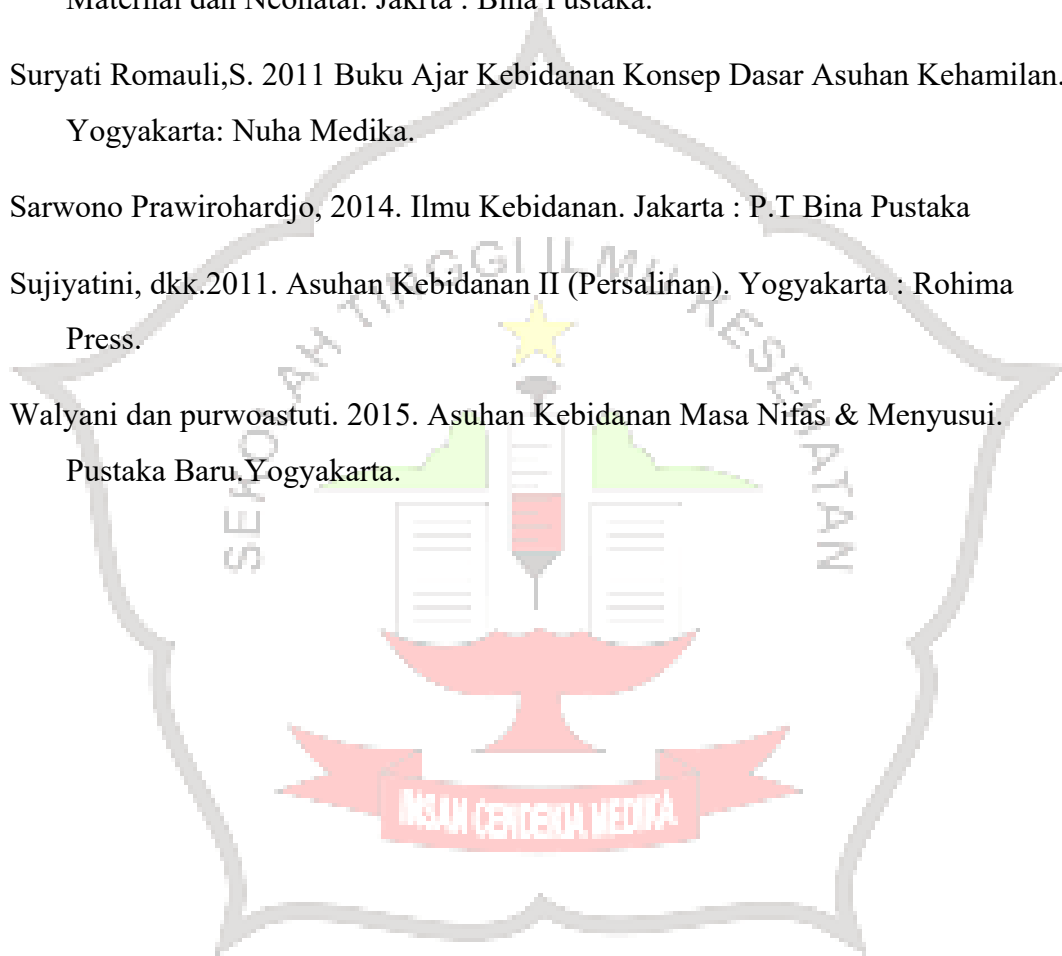 Maternal dan Neonatal. Jakrta : Bina Pustaka.
Suryati Romauli,S. 2011 Buku Ajar Kebidanan Konsep Dasar Asuhan Kehamilan.
Yogyakarta: Nuha Medika.
Sarwono Prawirohardjo, 2014. Ilmu Kebidanan. Jakarta : P.T Bina Pustaka
Sujiyatini, dkk.2011. Asuhan Kebidanan II (Persalinan). Yogyakarta : Rohima
Press.
Walyani dan purwoastuti. 2015. Asuhan Kebidanan Masa Nifas & Menyusui.
Pustaka Baru.Yogyakarta.
SEKOLAH TINGGI ILMU KESEHATAN
INSAN CENDEKIA MEDIKA